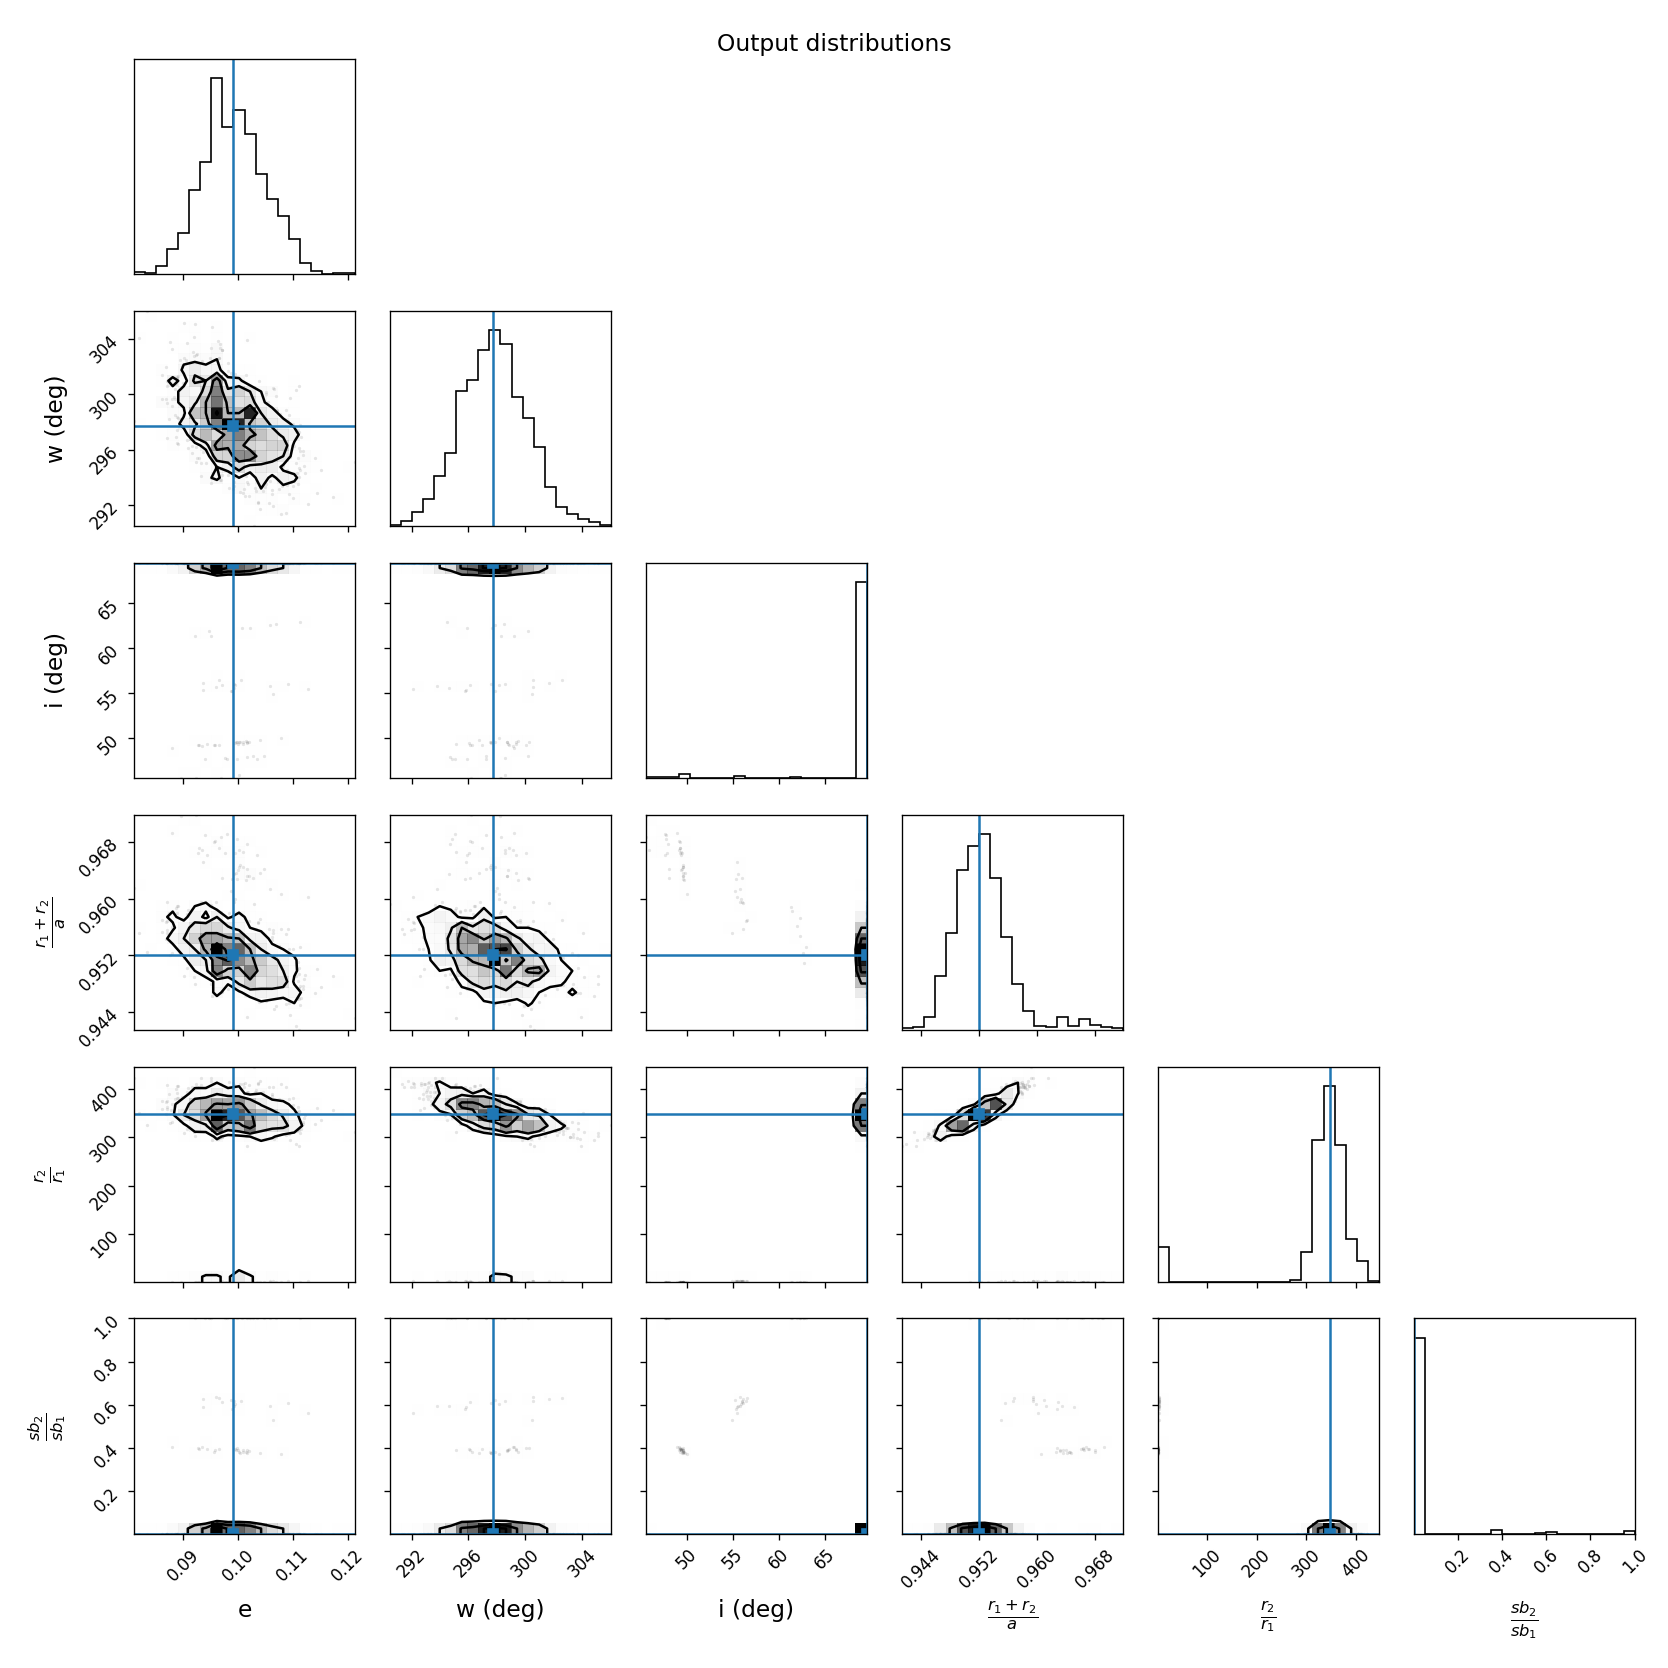 Output distributions
w (deg)
304
300
296
292
i (deg)
65
60
55
50
r₁ + r₂
a
0.968
0.960
0.952
0.944
r₂
r₁
400
300
200
100
sb₂
sb₁
1.0
0.8
0.6
0.4
0.2
0.09 0.10 0.11 0.12 292 296 300 304 50 55 60 65 0.944 0.952 0.960 0.968 100 200 300 400 0.2 0.4 0.6 0.8 1.0
e w (deg) i (deg) r₁ + r₂ r₂ sb₂
a r₁ sb₁